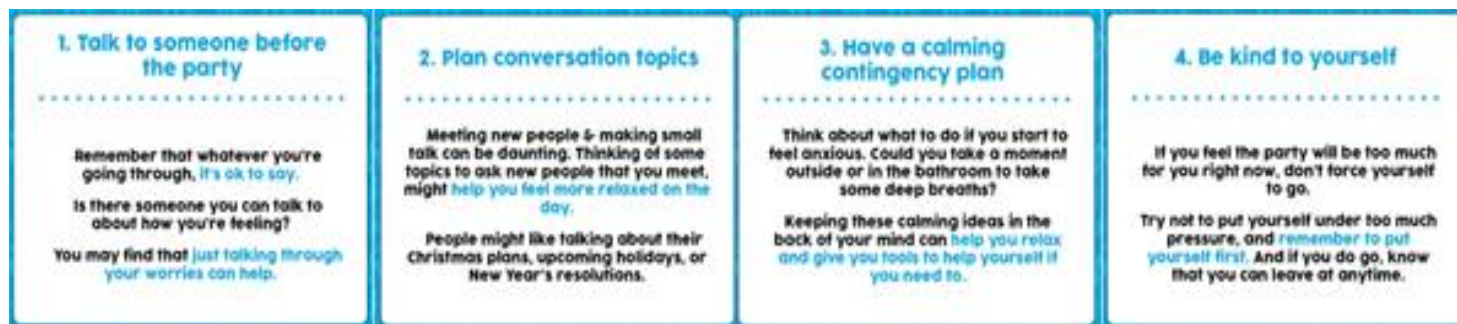 1. Talk to someone before
the party
Remember that whatever you're
going through, it's ok to say.
Is there someone you can talk to
about how you're feeling?
You may find that just talking through
your worries can help.
2. Plan conversation topics
Meeting new people & making small
talk can be daunting. Thinking of some
topics to ask new people that you meet,
might help you feel more relaxed on the
day.
People might like talking about their
Christmas plans, upcoming holidays, or
New Year's resolutions.
3. Have a calming
contingency plan
Think about what to do if you start to
feel anxious. Could you take a moment
outside or in the bathroom to take
some deep breaths?
Keeping these calming ideas in the
back of your mind can help you relax
and give you tools to help yourself if
you need to.
4. Be kind to yourself
If you feel the party will be too much
for you right now, don't force yourself
to go.
Try not to put yourself under too much
pressure, and remember to put
yourself first. And if you do go, know
that you can leave at anytime.